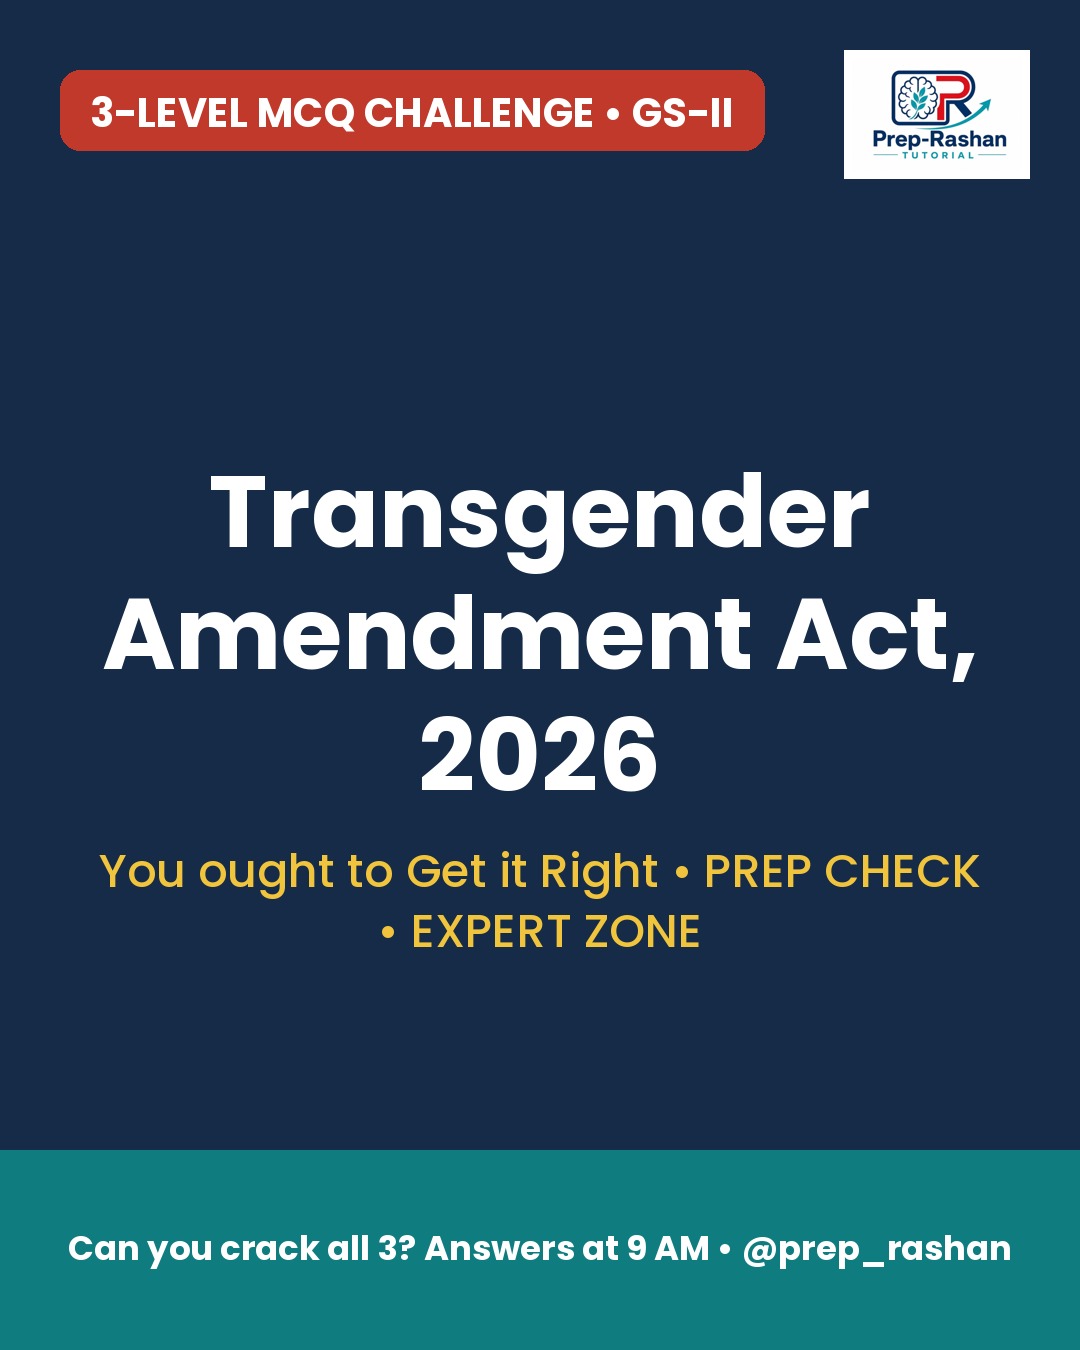 3-LEVEL MCQ CHALLENGE • GS-II
Prep-Rashan
TUTORIAL
Transgender
Amendment Act,
2026
You ought to Get it Right • PREP CHECK
• EXPERT ZONE
Can you crack all 3? Answers at 9 AM • @prep_rashan